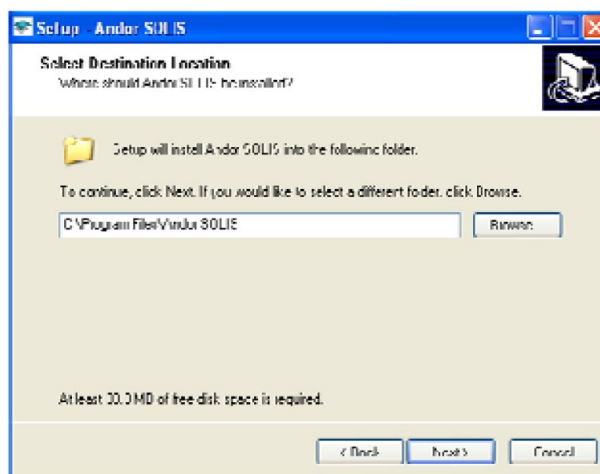 Setup - Andor SOLIS
Select Destination Location
Where should Andor SOLIS be installed?
Setup will install Andor SOLIS into the following folder.
To continue, click Next. If you would like to select a different folder, click Browse.
C:\Program Files\Andor SOLIS
Browse...
At least MB of free disk space is required.
< Back
Next >
Cancel